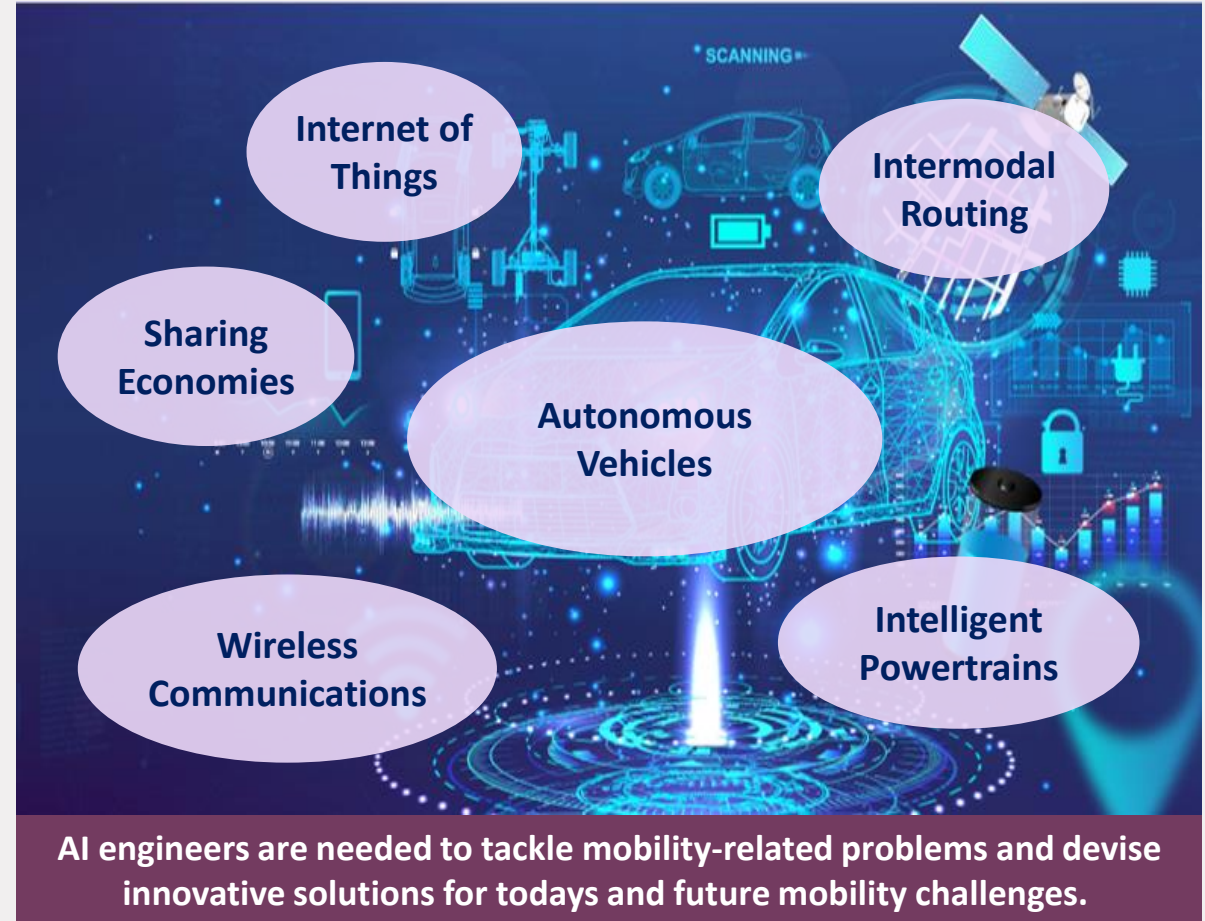 SCANNING
Internet of
Things
Intermodal
Routing
Sharing
Economies
Autonomous
Vehicles
Wireless
Communications
Intelligent
Powertrains
AI engineers are needed to tackle mobility-related problems and devise
innovative solutions for todays and future mobility challenges.